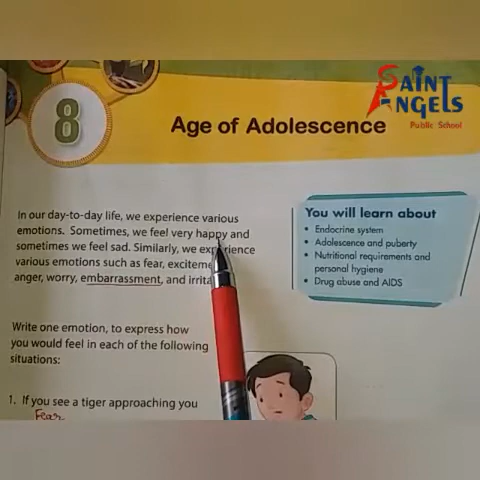 SAINT
ANGELS
Public School
8
Age of Adolescence
In our day-to-day life, we experience various
emotions. Sometimes, we feel very happy and
sometimes we feel sad. Similarly, we experience
various emotions such as fear, exciteme
anger, worry, embarrassment, and irrita
You will learn about
• Endocrine system
• Adolescence and puberty
• Nutritional requirements and
personal hygiene
• Drug abuse and AIDS
Write one emotion, to express how
you would feel in each of the following
situations:
1. If you see a tiger approaching you
Fear